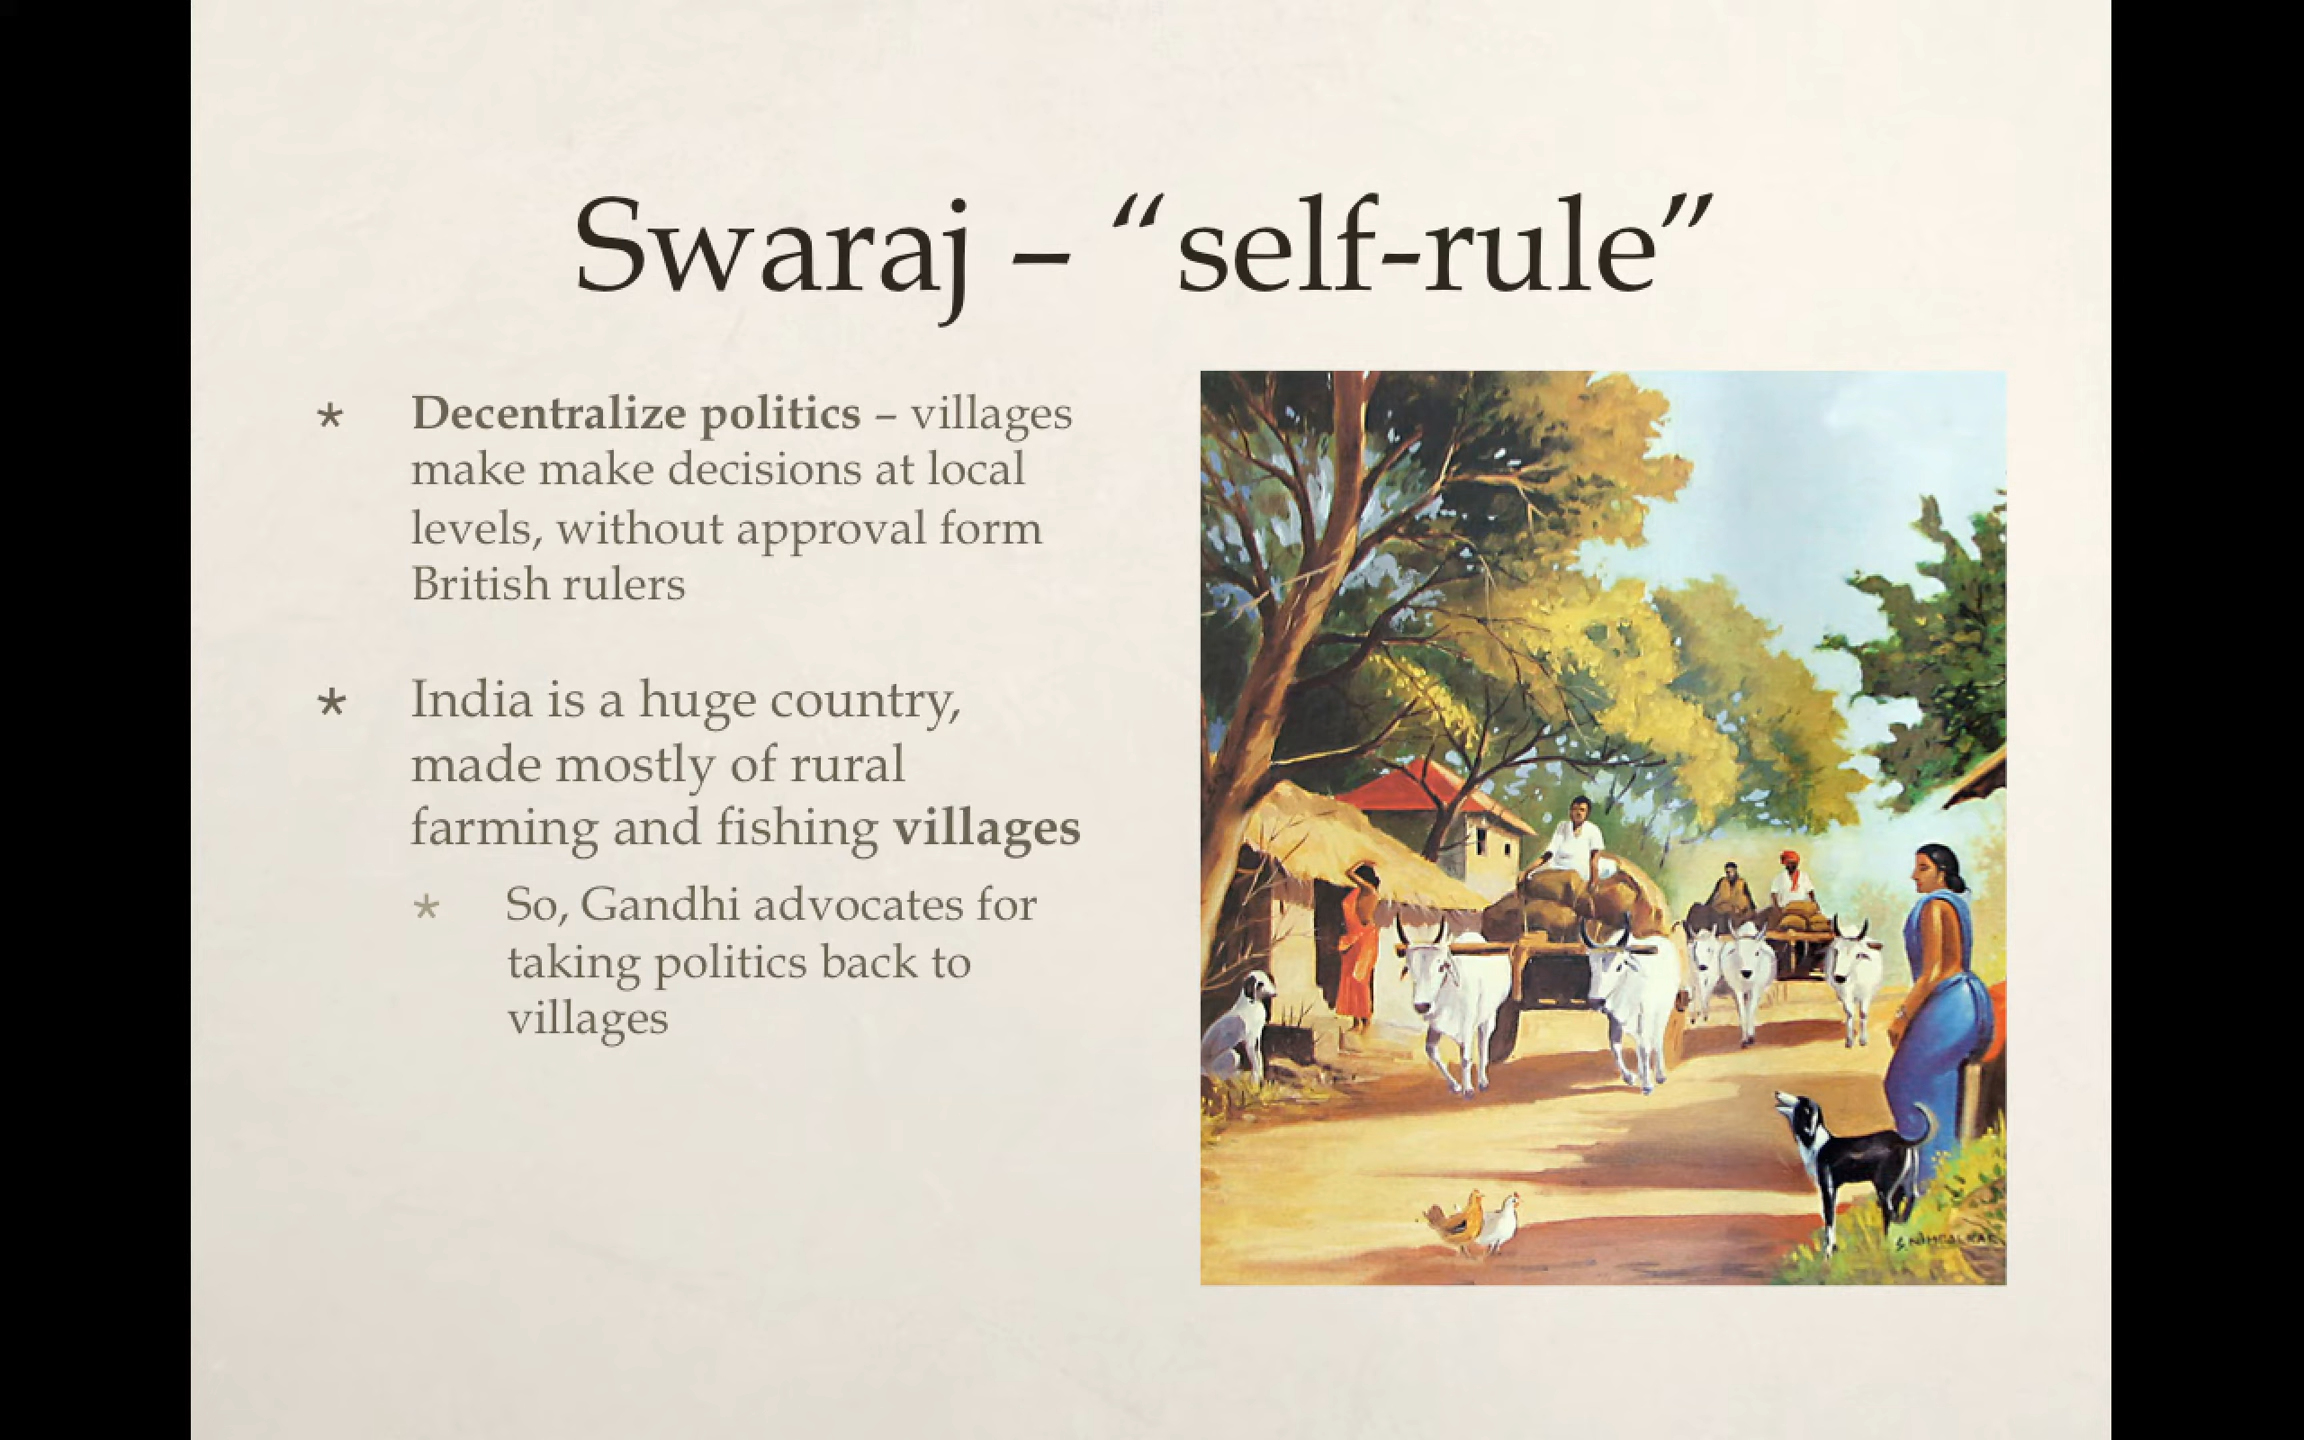 Swaraj – “self-rule”
* Decentralize politics – villages
make make decisions at local
levels, without approval form
British rulers
* India is a huge country,
made mostly of rural
farming and fishing villages
* So, Gandhi advocates for
taking politics back to
villages